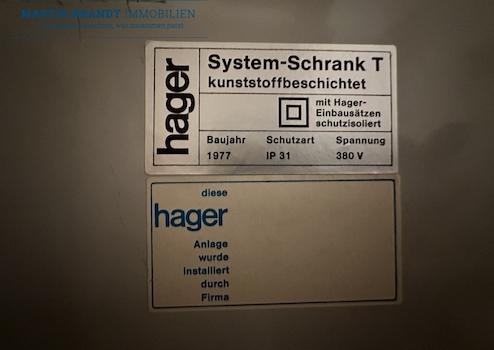 IMMOBILIEN
hager
System-Schrank T
kunststoffbeschichtet
mit Hager-
Einbausätzen
schutzisoliert
Baujahr Schutzart Spannung
1977 IP 31 380 V
diese
hager
Anlage
wurde
installiert
durch
Firma